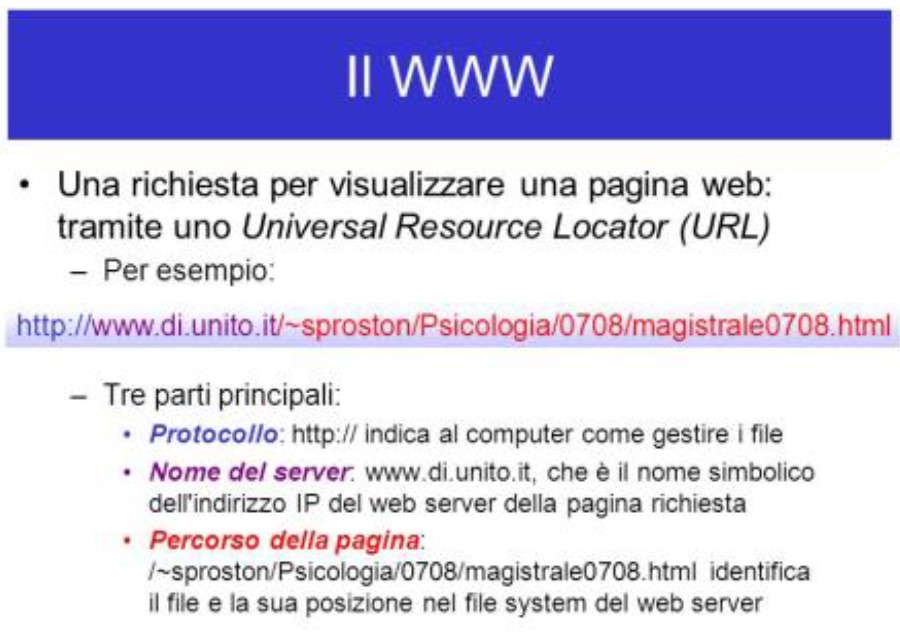 Il WWW
• Una richiesta per visualizzare una pagina web:
tramite uno Universal Resource Locator (URL)
– Per esempio:
http://www.di.unito.it/~sproston/Psicologia/0708/magistrale0708.html
– Tre parti principali:
• Protocollo: http:// indica al computer come gestire i file
• Nome del server: www.di.unito.it, che è il nome simbolico
dell'indirizzo IP del web server della pagina richiesta
• Percorso della pagina:
/~sproston/Psicologia/0708/magistrale0708.html identifica
il file e la sua posizione nel file system del web server